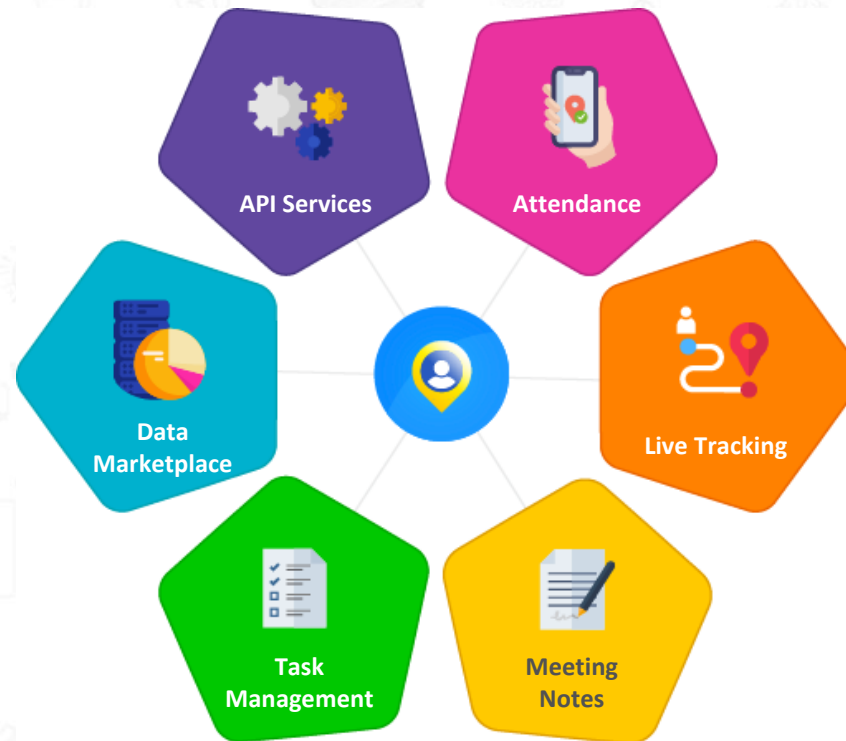 API Services
Attendance
Data
Marketplace
Live Tracking
Task
Management
Meeting
Notes